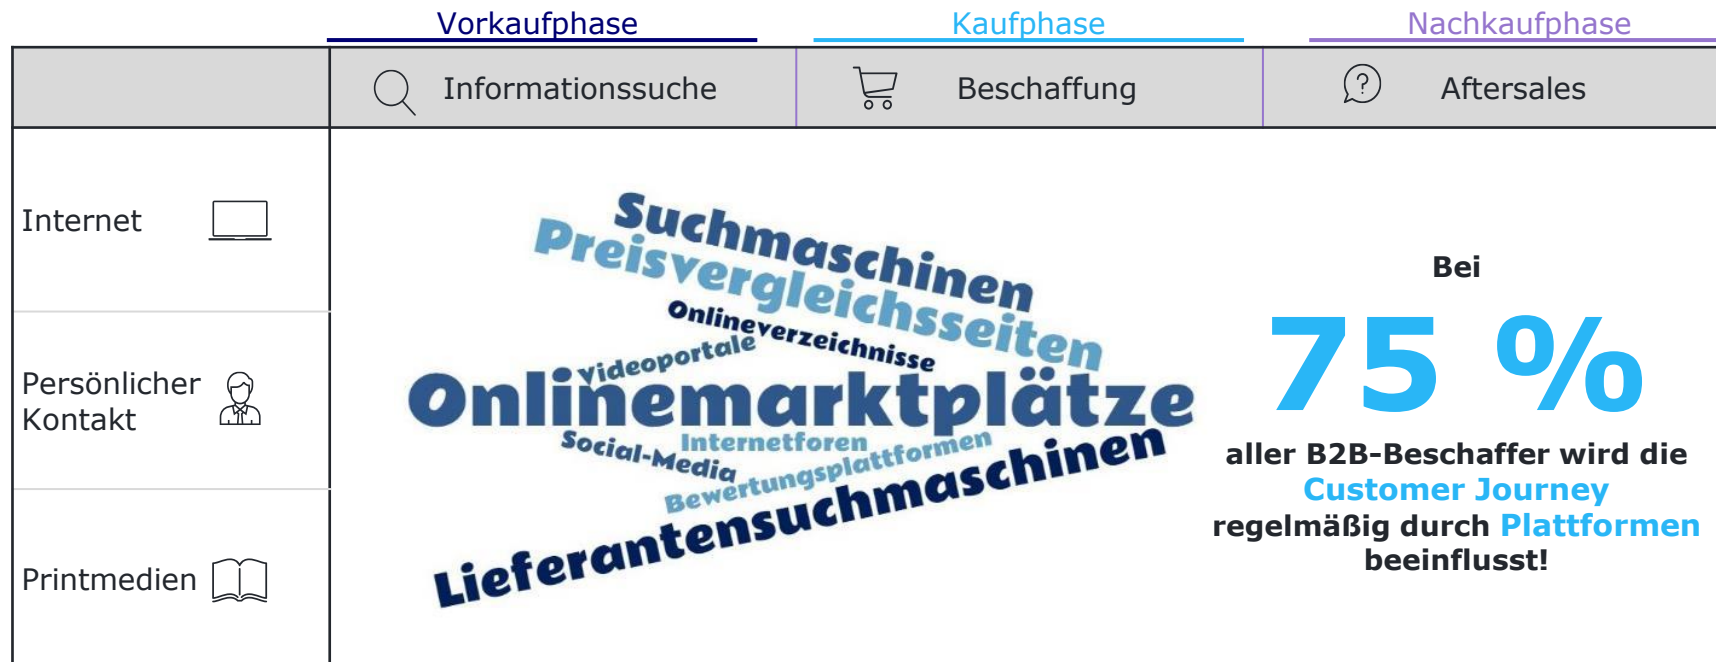 Vorkaufphase
Kaufphase
Nachkaufphase
Informationssuche
Beschaffung
Aftersales
Internet
Persönlicher
Kontakt
Printmedien
Suchmaschinen
Preisvergleichsseiten
Onlineverzeichnisse
Videoportale
Onlinemarktplätze
Social-Media
Internetforen
Bewertungsplattformen
Lieferantensuchmaschinen
Bei
75 %
aller B2B-Beschaffer wird die
Customer Journey
regelmäßig durch Plattformen
beeinflusst!